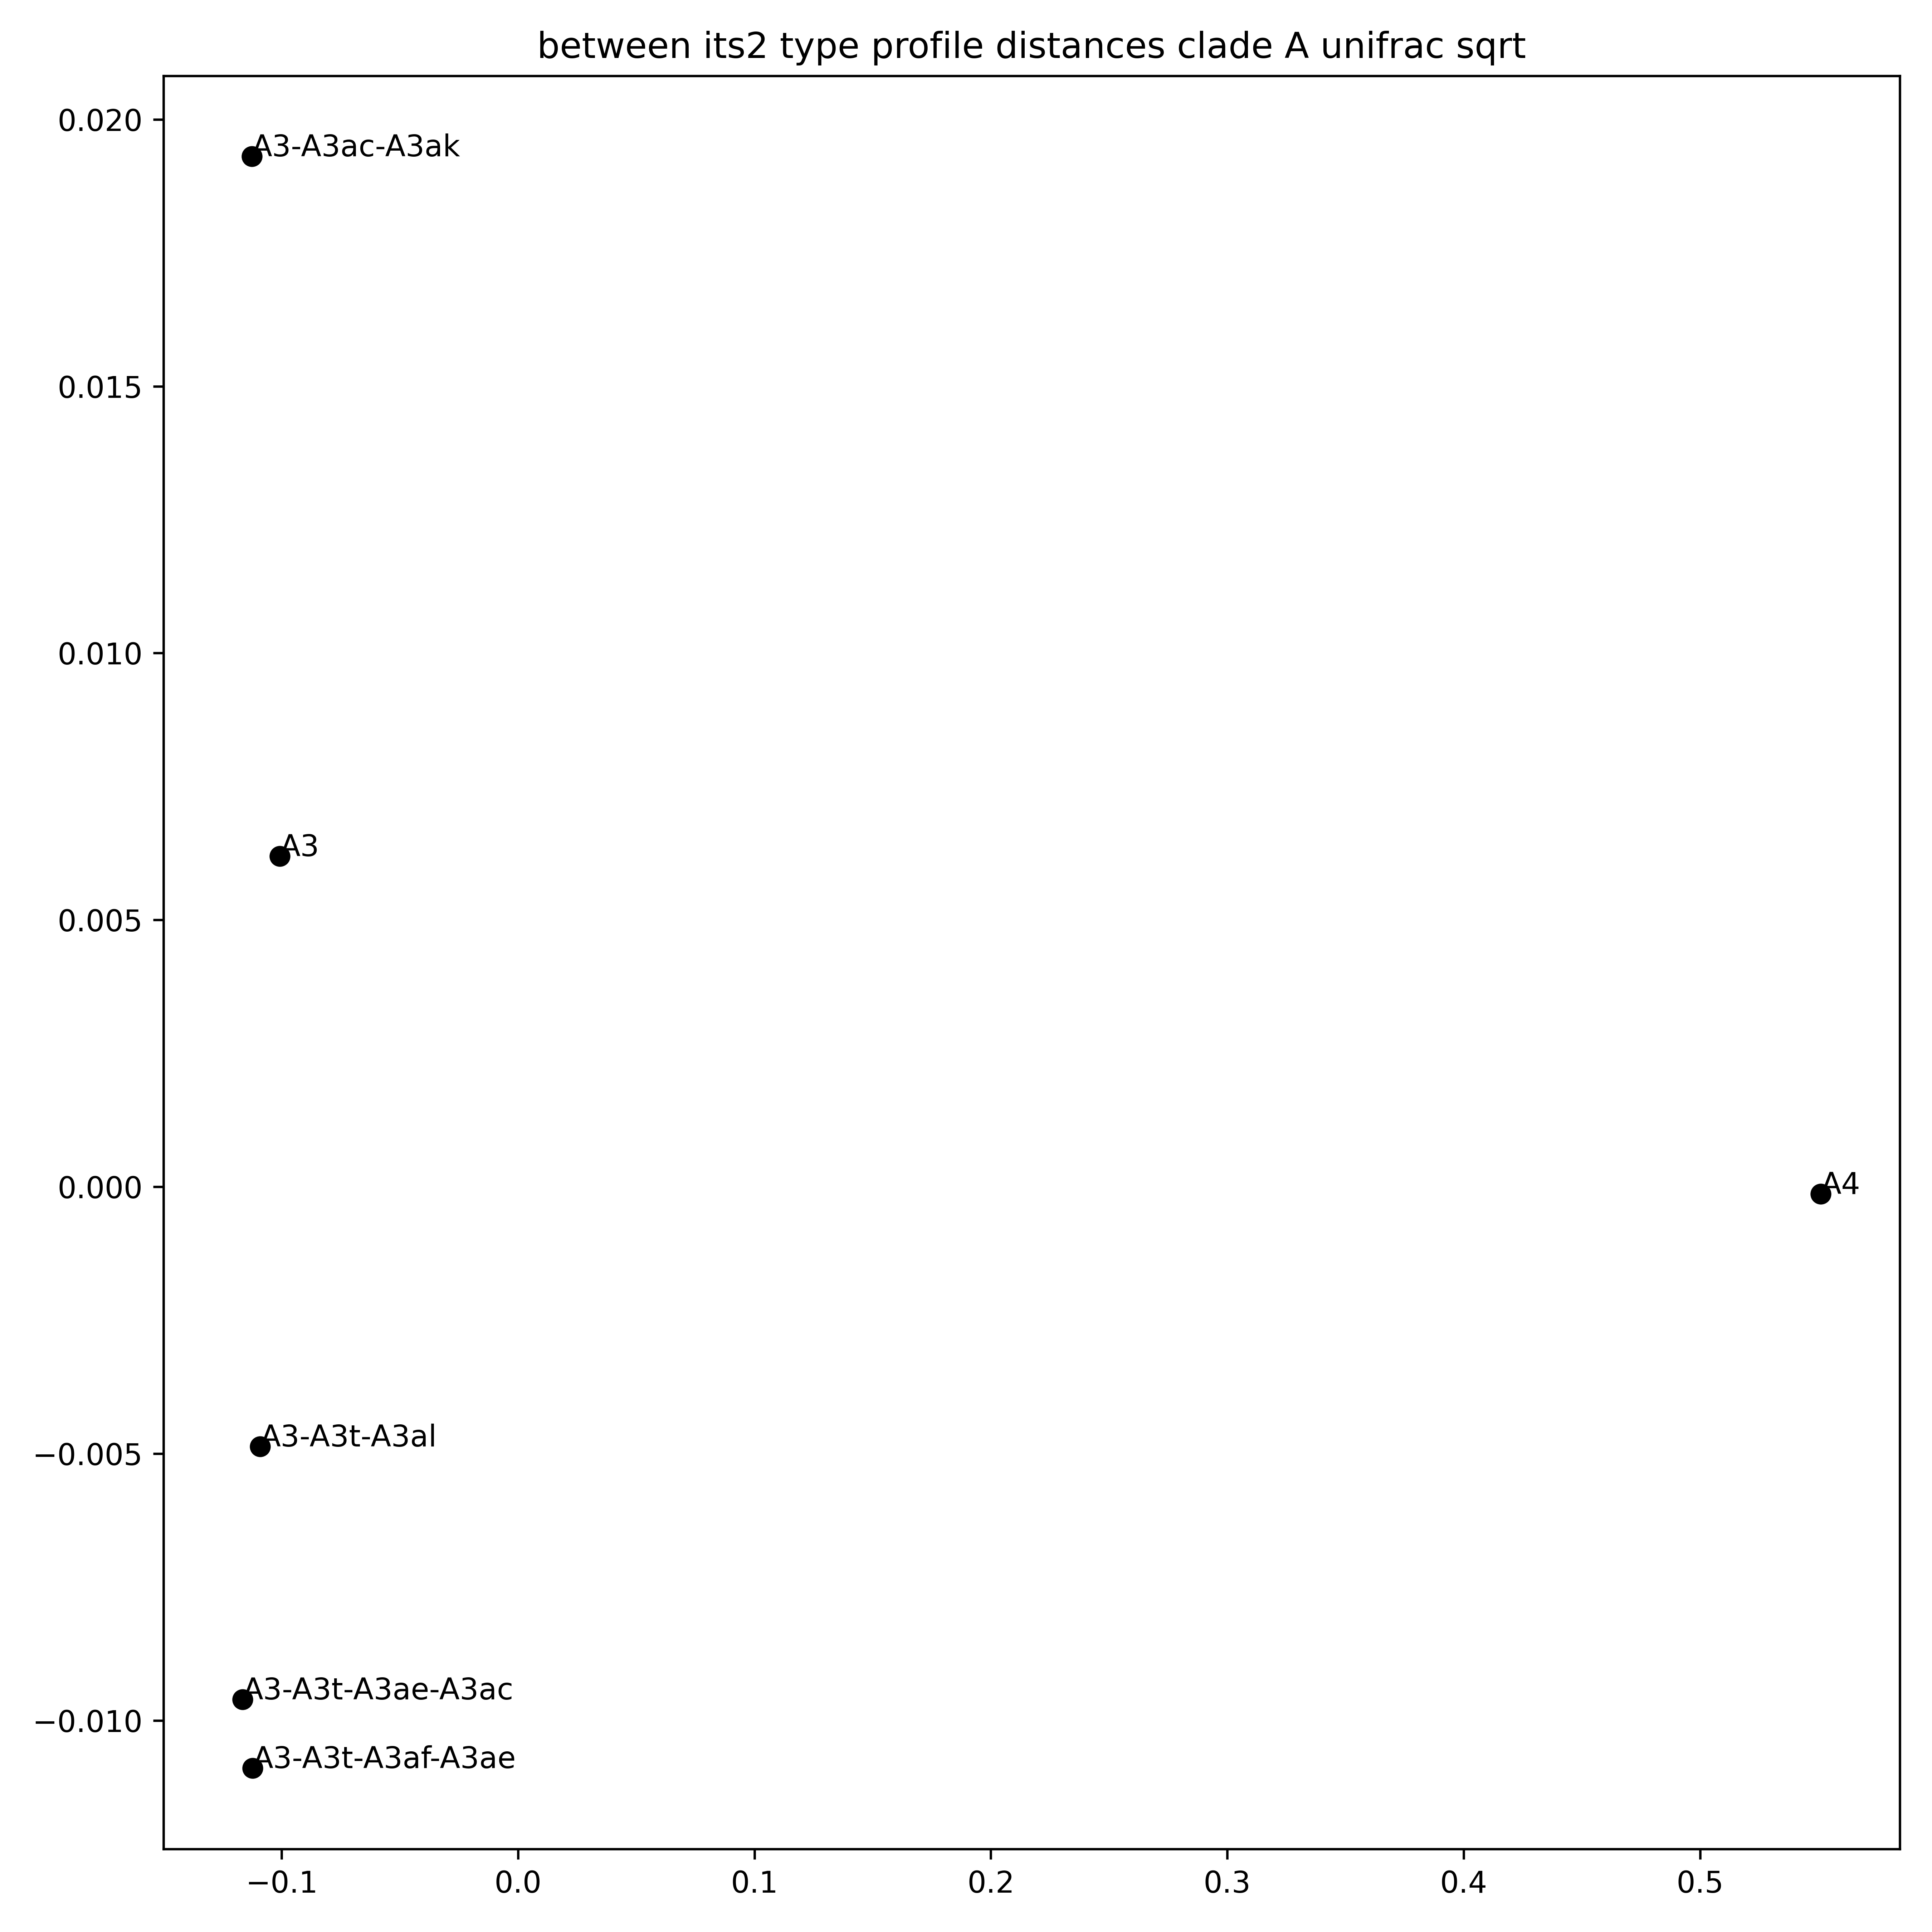 between its2 type profile distances clade A unifrac sqrt
0.020
A3-A3ac-A3ak
0.015
0.010
A3
0.005
0.000
A4
A3-A3t-A3al
−0.005
A3-A3t-A3ae-A3ac
−0.010
A3-A3t-A3af-A3ae
−0.1 0.0 0.1 0.2 0.3 0.4 0.5